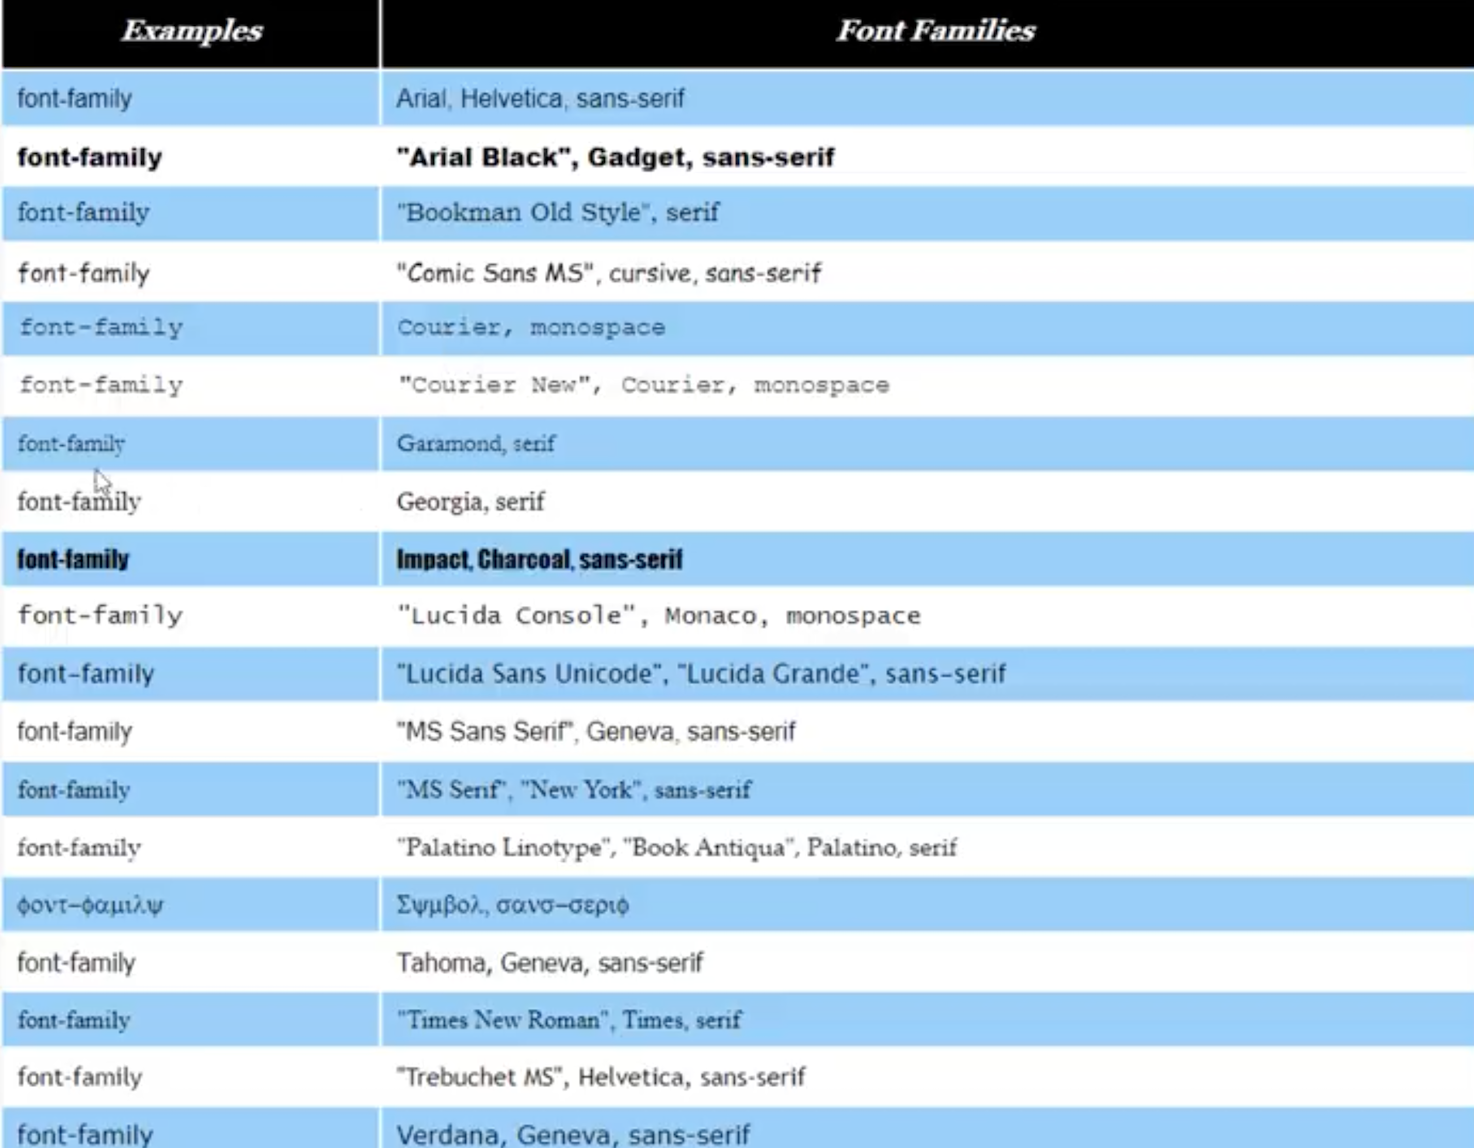 Examples Font Families
font-family Arial, Helvetica, sans-serif
font-family "Arial Black", Gadget, sans-serif
font-family "Bookman Old Style", serif
font-family "Comic Sans MS", cursive, sans-serif
font-family Courier, monospace
font-family "Courier New", Courier, monospace
font-family Garamond, serif
font-family Georgia, serif
font-family Impact, Charcoal, sans-serif
font-family "Lucida Console", Monaco, monospace
font-family "Lucida Sans Unicode", "Lucida Grande", sans-serif
font-family "MS Sans Serif", Geneva, sans-serif
font-family "MS Serif", "New York", sans-serif
font-family "Palatino Linotype", "Book Antiqua", Palatino, serif
φοντ–φαμιλψ Σψμβολ, σανσ–σεριφ
font-family Tahoma, Geneva, sans-serif
font-family "Times New Roman", Times, serif
font-family "Trebuchet MS", Helvetica, sans-serif
font-family Verdana, Geneva, sans-serif